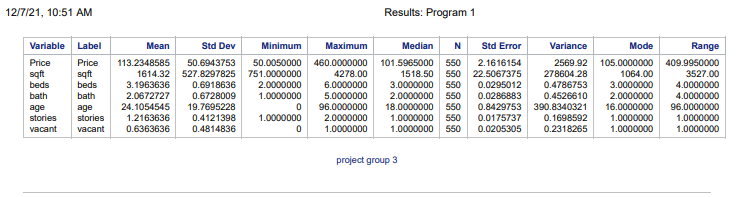 12/7/21, 10:51 AM Results: Program 1
Variable Label Mean Std Dev Minimum Maximum Median N Std Error Variance Mode Range
Price Price 113.2348585 50.6943753 50.0050000 460.0000000 101.5965000 550 2.1616154 2569.92 105.0000000 409.9950000
sqft sqft 1614.32 527.8297825 751.0000000 4278.00 1518.50 550 22.5067375 278604.28 1064.00 3527.00
beds beds 3.1963636 0.6918636 2.0000000 6.0000000 3.0000000 550 0.0295012 0.4786753 3.0000000 4.0000000
bath bath 2.0672727 0.6728009 1.0000000 5.0000000 2.0000000 550 0.0286883 0.4526610 2.0000000 4.0000000
age age 24.1054545 19.7695228 0 96.0000000 18.0000000 550 0.8429753 390.8340321 16.0000000 96.0000000
stories stories 1.2163636 0.4121398 1.0000000 2.0000000 1.0000000 550 0.0175737 0.1698592 1.0000000 1.0000000
vacant vacant 0.6363636 0.4814836 0 1.0000000 1.0000000 550 0.0205305 0.2318265 1.0000000 1.0000000
project group 3